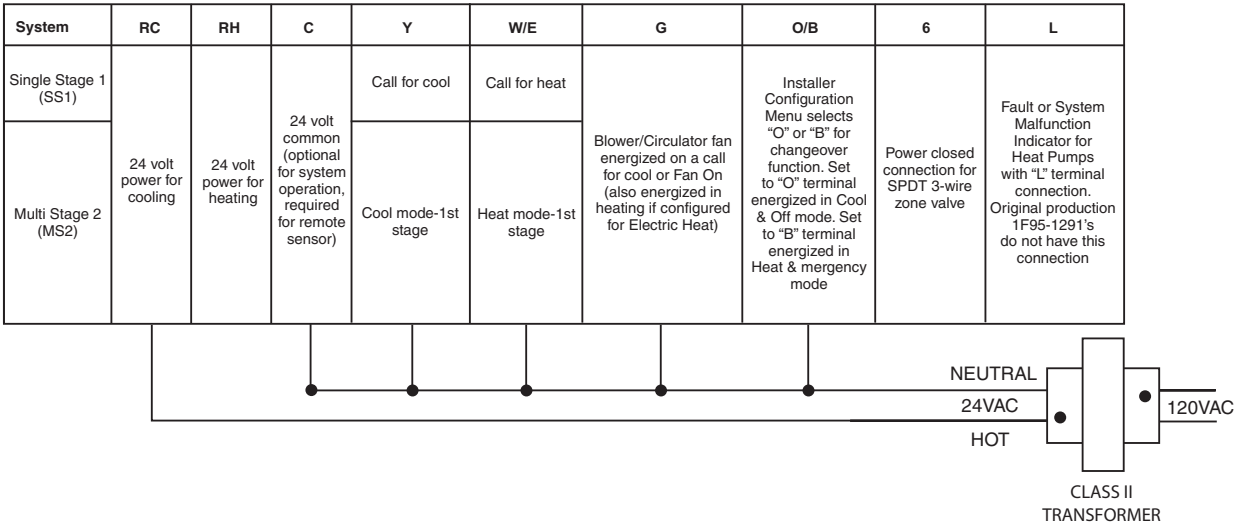 System RC RH C Y W/E G O/B 6 L
Single Stage 1
(SS1)
Multi Stage 2
(MS2)
24 volt
power for
cooling
24 volt
power for
heating
24 volt
common
(optional
for system
operation,
required
for remote
sensor)
Call for cool
Cool mode-1st
stage
Call for heat
Heat mode-1st
stage
Blower/Circulator fan
energized on a call
for cool or Fan On
(also energized in
heating if configured
for Electric Heat)
Installer
Configuration
Menu selects
“O” or “B” for
changeover
function. Set
to “O” terminal
energized in Cool
& Off mode. Set
to “B” terminal
energized in
Heat & mergency
mode
Power closed
connection for
SPDT 3-wire
zone valve
Fault or System
Malfunction
Indicator for
Heat Pumps
with “L” terminal
connection.
Original production
1F95-1291’s
do not have this
connection
NEUTRAL
24VAC
HOT
120VAC
CLASS II
TRANSFORMER